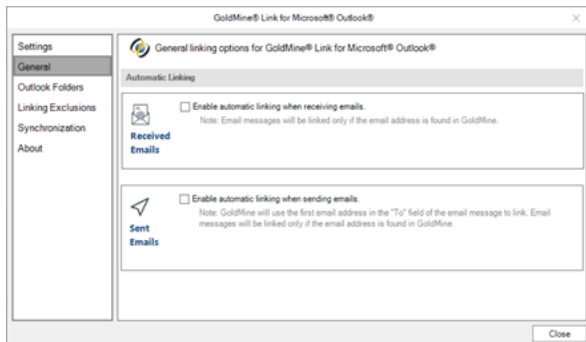 GoldMine® Link for Microsoft® Outlook®
Settings
General
Outlook Folders
Linking Exclusions
Synchronization
About
General linking options for GoldMine® Link for Microsoft® Outlook®
Automatic Linking
Received
Emails
Enable automatic linking when receiving emails.
Note: Email messages will be linked only if the email address is found in GoldMine.
Sent
Emails
Enable automatic linking when sending emails.
Note: GoldMine will use the first email address in the "To" field of the email message to link. Email
messages will be linked only if the email address is found in GoldMine.
Close